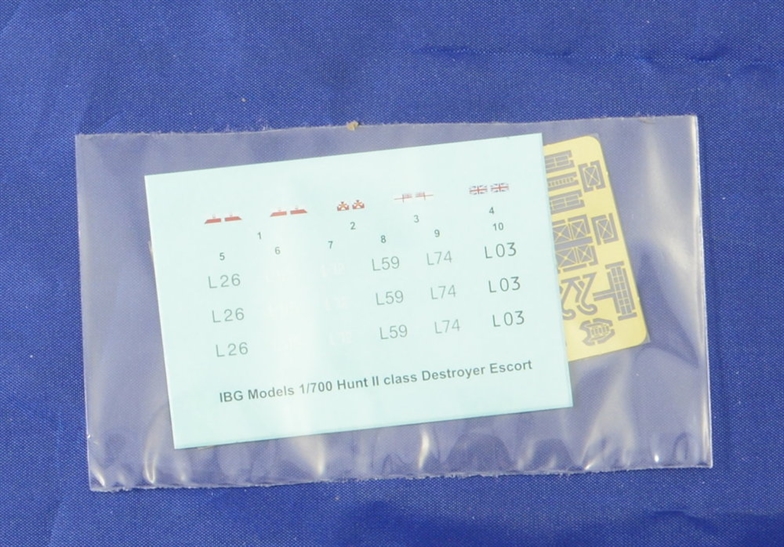 1 2 3 4
5 6 7 8 9 10
L26 L59 L74 L03
L26 L59 L74 L03
L26 L59 L74 L03
IBG Models 1/700 Hunt II class Destroyer Escort